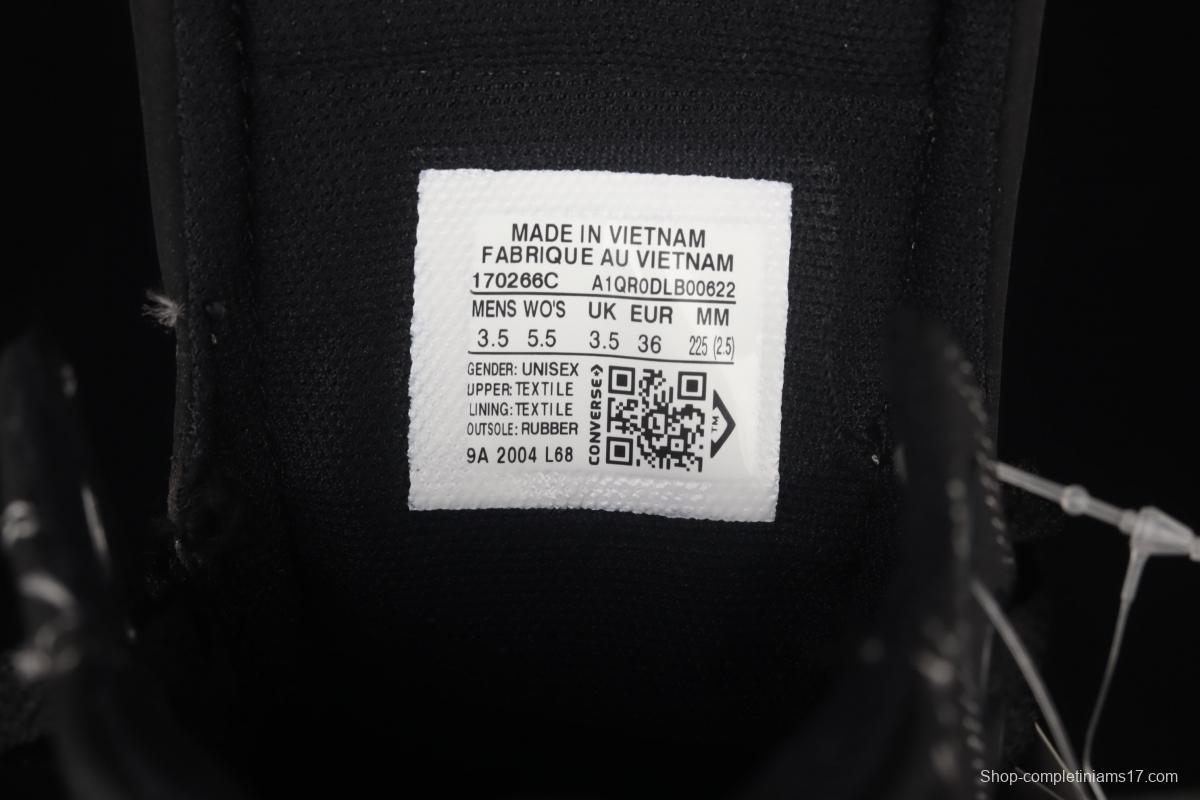 MADE IN VIETNAM
FABRIQUE AU VIETNAM
170266C A1QR0DLB00622
MENS WO'S UK EUR MM
3.5 5.5 3.5 36 225 (2.5)
GENDER: UNISEX
UPPER: TEXTILE
LINING: TEXTILE
OUTSOLE: RUBBER
9A 2004 L68
CONVERSE
TM
Shop-completiniams17.com